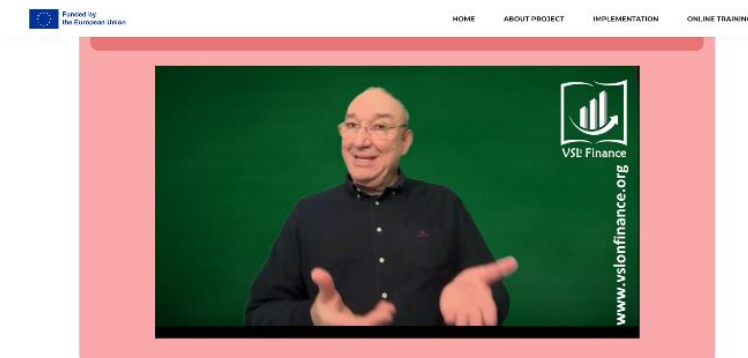 Funded by
the European Union
HOME ABOUT PROJECT IMPLEMENTATION ONLINE TRAINING
VSL Finance
www.vslonfinance.org